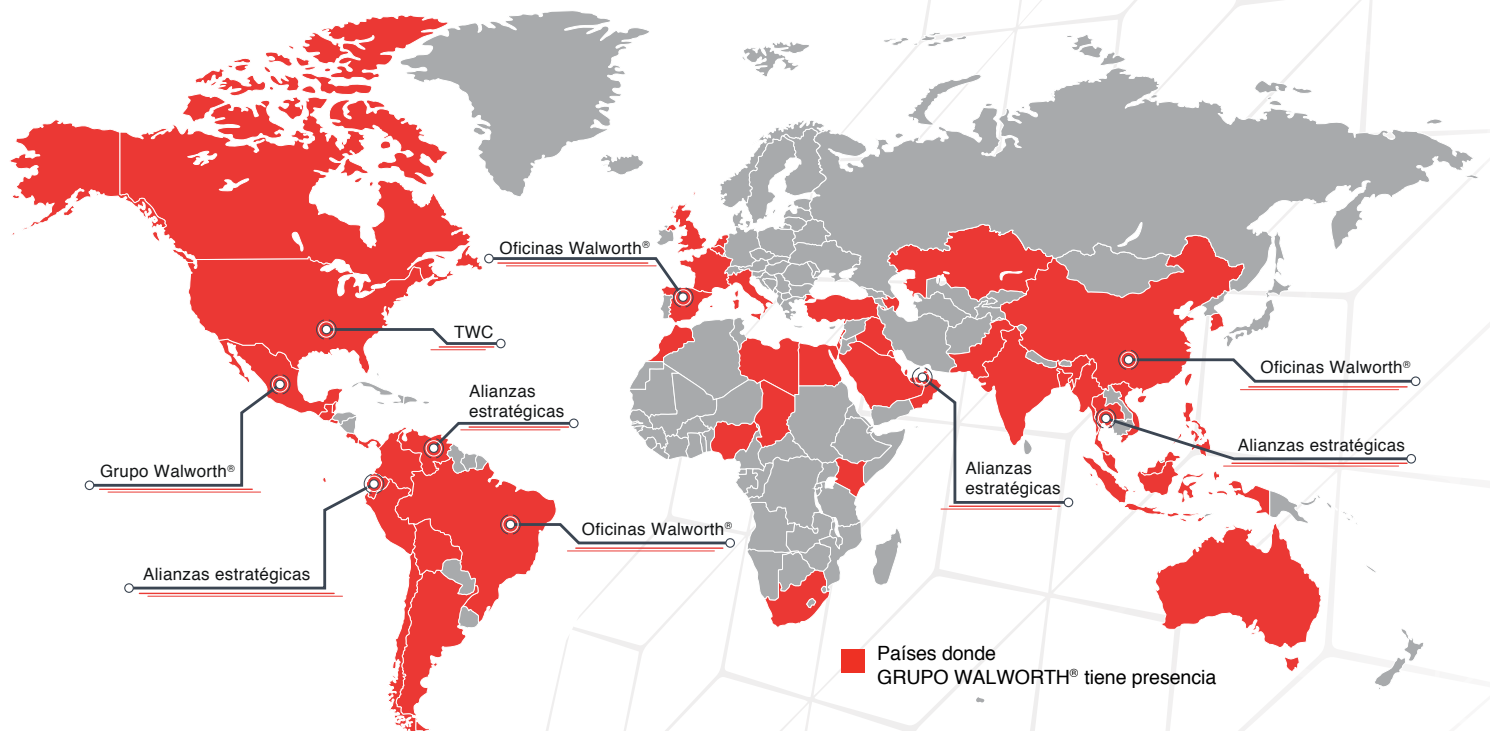 Oficinas Walworth®
TWC
Oficinas Walworth®
Alianzas
estratégicas
Alianzas estratégicas
Grupo Walworth®
Alianzas
estratégicas
Oficinas Walworth®
Alianzas estratégicas
Países donde
GRUPO WALWORTH® tiene presencia